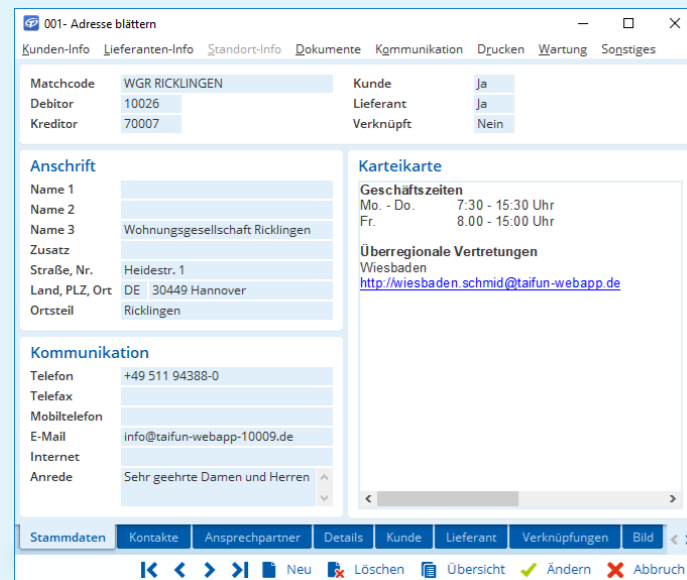 001- Adresse blättern
Kunden-Info Lieferanten-Info Standort-Info Dokumente Kommunikation Drucken Wartung Sonstiges
Matchcode WGR RICKLINGEN
Debitor 10026
Kreditor 70007
Kunde Ja
Lieferant Ja
Verknüpft Nein
Anschrift
Name 1
Name 2
Name 3 Wohnungsgesellschaft Ricklingen
Zusatz
Straße, Nr. Heidestr. 1
Land, PLZ, Ort DE 30449 Hannover
Ortsteil Ricklingen
Kommunikation
Telefon +49 511 94388-0
Telefax
Mobiltelefon
E-Mail info@taifun-webapp-10009.de
Internet
Anrede Sehr geehrte Damen und Herren
Karteikarte
Geschäftszeiten
Mo. - Do. 7:30 - 15:30 Uhr
Fr. 8.00 - 15:00 Uhr
Überregionale Vertretungen
Wiesbaden
http://wiesbaden.schmid@taifun-webapp.de
Stammdaten Kontakte Ansprechpartner Details Kunde Lieferant Verknüpfungen Bild
Neu Löschen Übersicht Ändern Abbruch